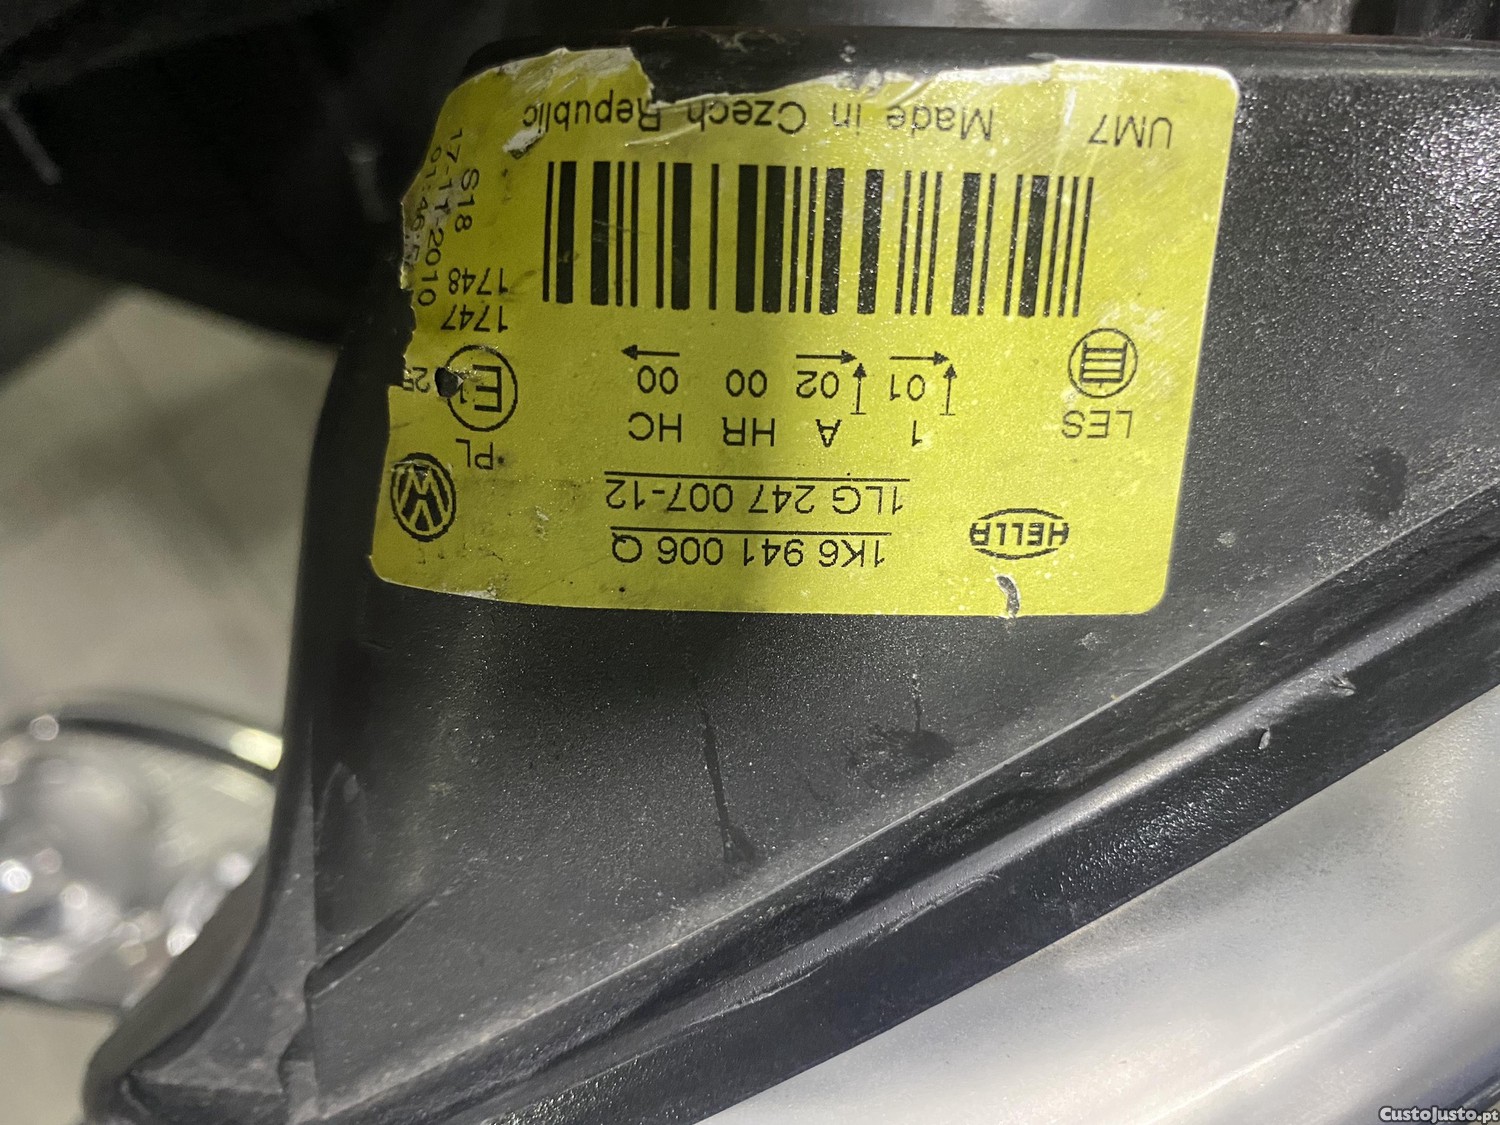 1K6 941 006 Q
1LG 247 007-12
HELLA
LES
1 A HR HC
01 02 00 00
PL
E1
1747
1748
S18
17-11-2010
UM7 Made in Czech Republic
CustoJusto.pt